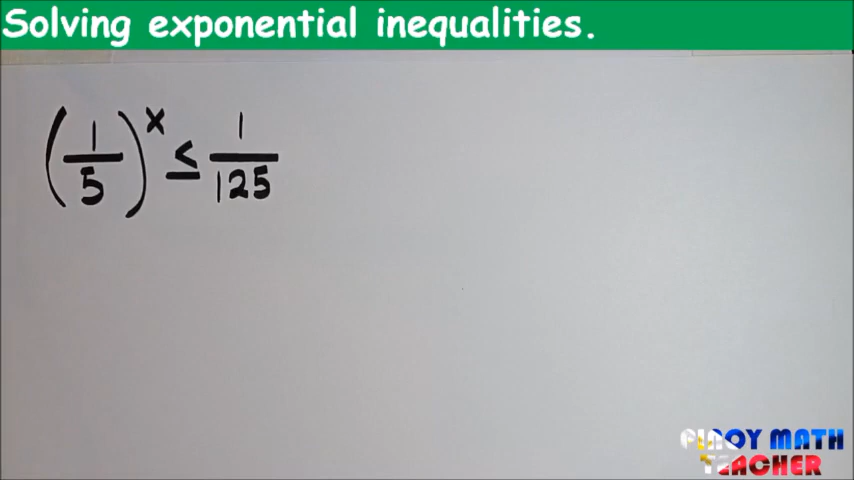 Solving exponential inequalities.
(1/5)^x ≤ 1/125
PINOY MATH
TEACHER